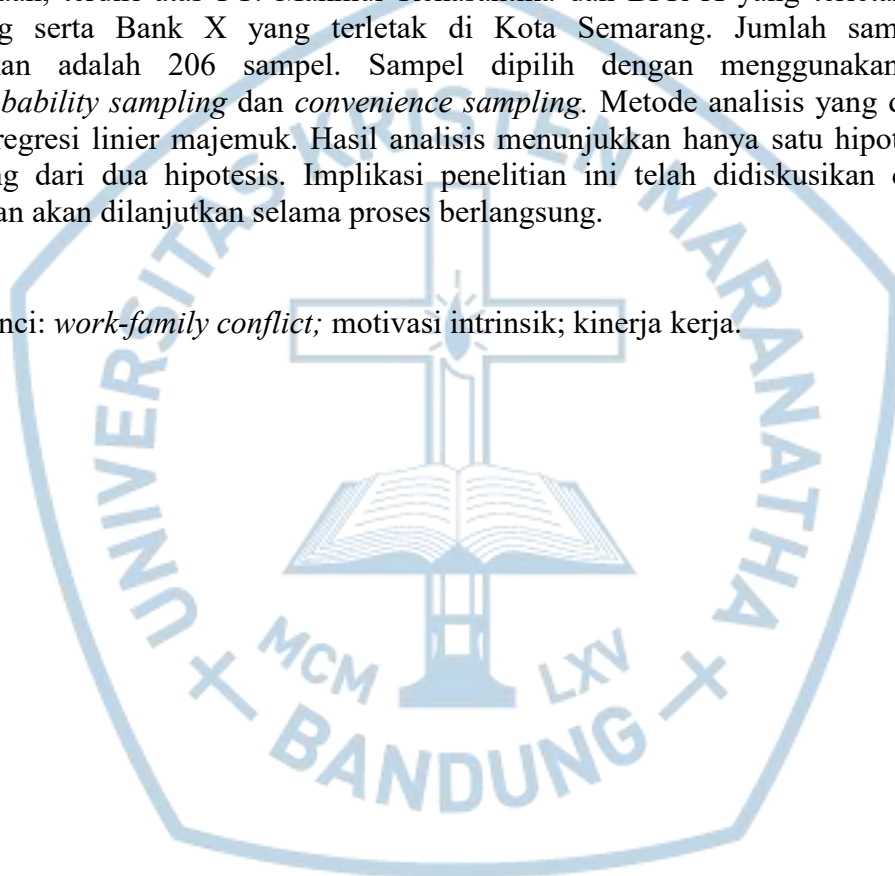 g serta Bank X yang terletak di Kota Semarang. Jumlah sam
kan adalah 206 sampel. Sampel dipilih dengan menggunakan
bability sampling dan convenience sampling. Metode analisis yang d
regresi linier majemuk. Hasil analisis menunjukkan hanya satu hipot
ng dari dua hipotesis. Implikasi penelitian ini telah didiskusikan d
an akan dilanjutkan selama proses berlangsung.
nci: work-family conflict; motivasi intrinsik; kinerja kerja.
UNIVERSITAS KRISTEN MARANATHA
MCM LXV
BANDUNG